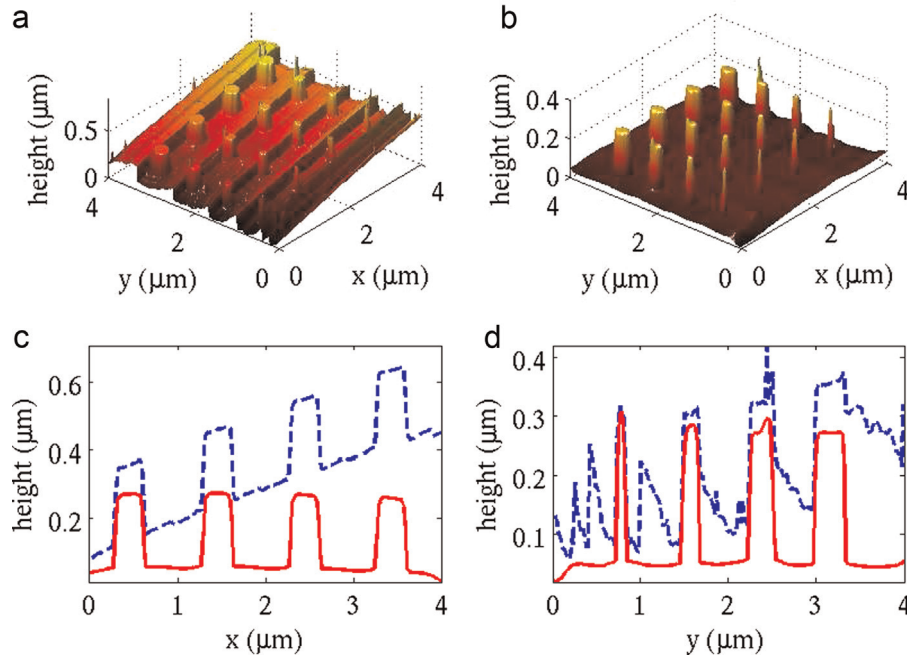 a
height (μm)
0.5
0
4
2
0
y (μm)
0
2
4
x (μm)
b
height (μm)
0.4
0.2
0
4
2
0
y (μm)
0
2
4
x (μm)
c
height (μm)
0.6
0.4
0.2
0 1 2 3 4
x (μm)
d
height (μm)
0.4
0.3
0.2
0.1
0 1 2 3 4
y (μm)